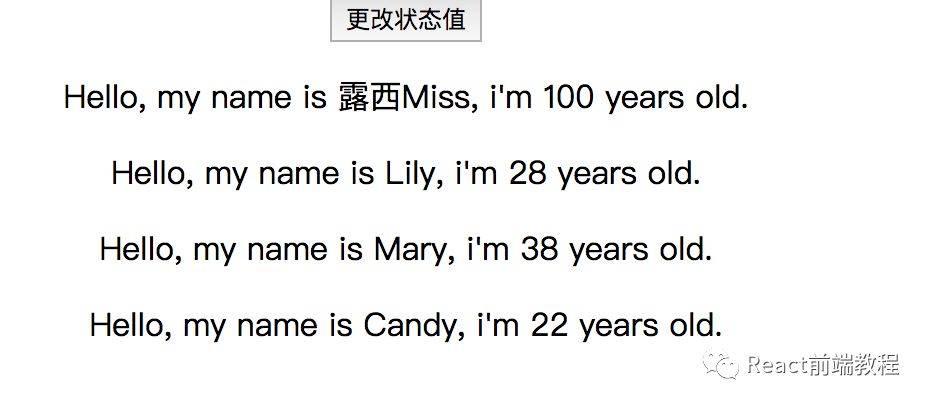 更改状态值
Hello, my name is 露西Miss, i'm 100 years old.
Hello, my name is Lily, i'm 28 years old.
Hello, my name is Mary, i'm 38 years old.
Hello, my name is Candy, i'm 22 years old.
React前端教程